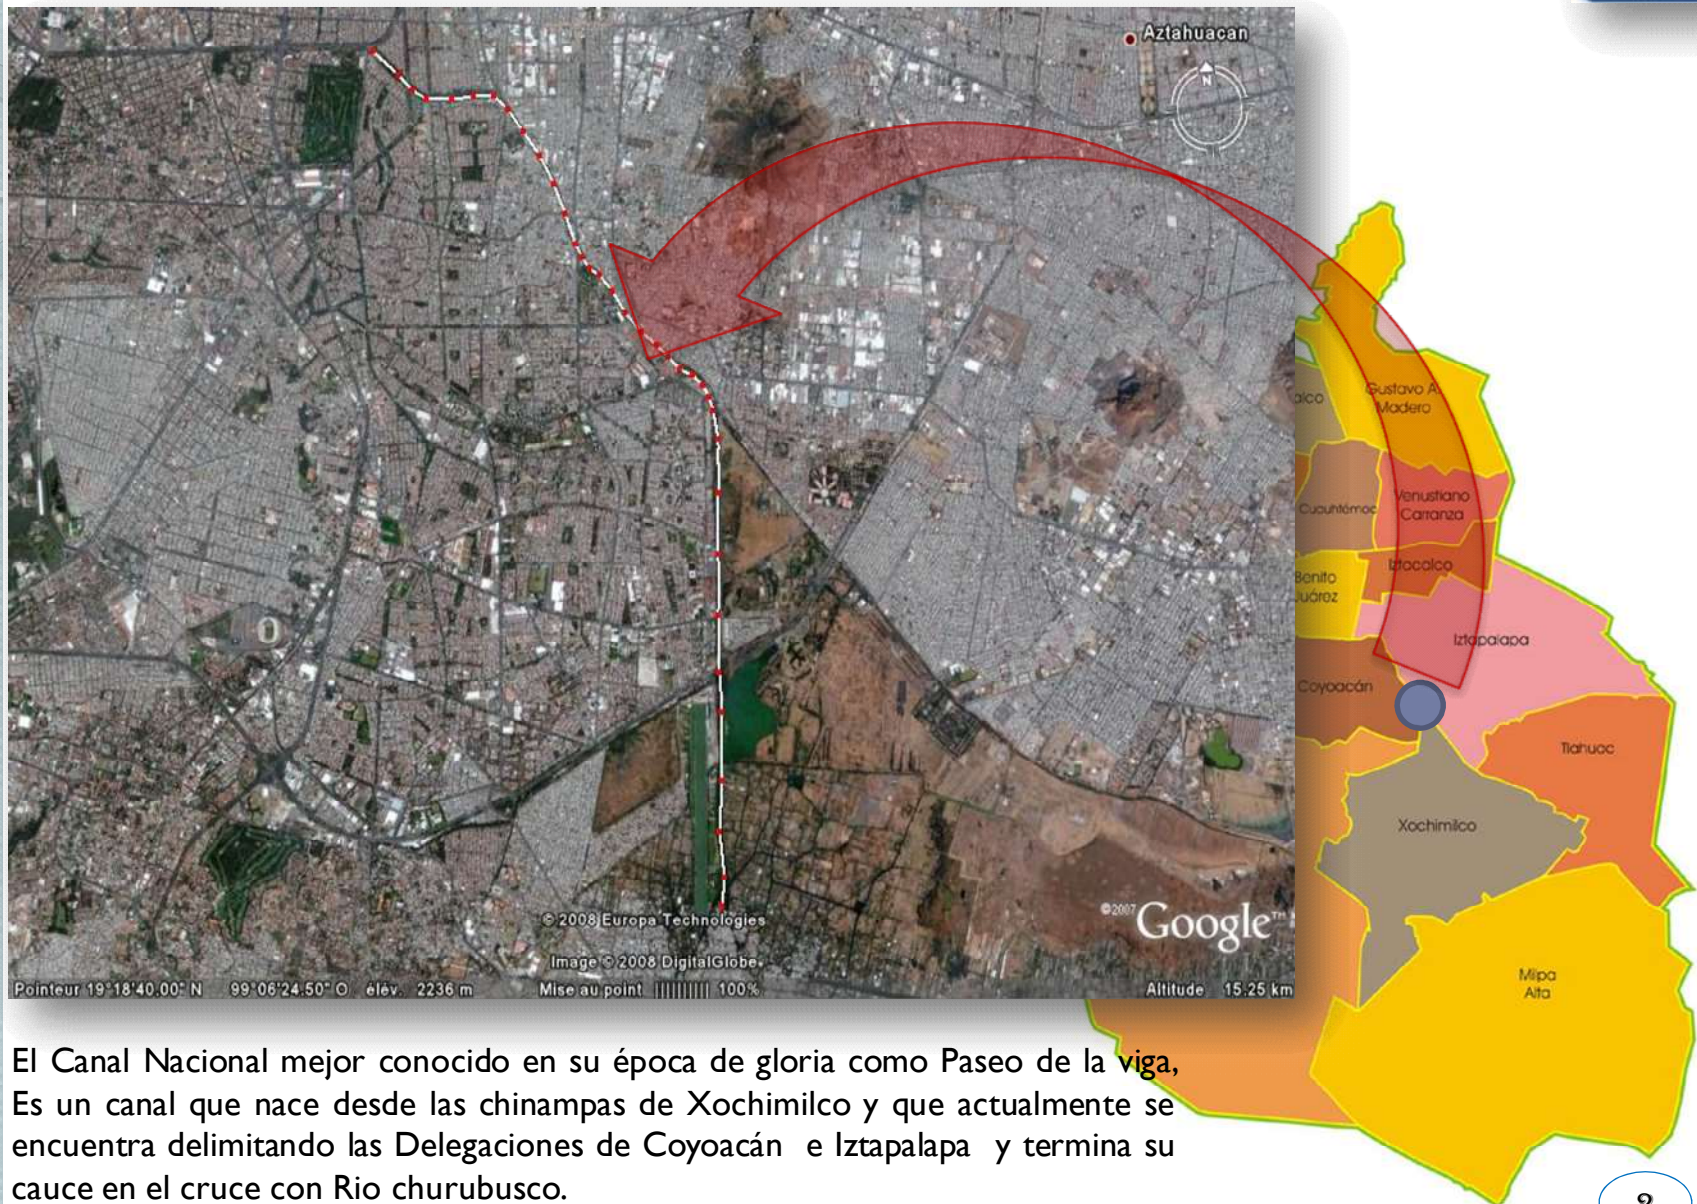 Aztahuacan
N
Gustavo A.
Madero
Venustiano
Carranza
Cuauhtémoc
Iztacalco
Benito
Juárez
Iztapalapa
Coyoacán
Tlahuac
Xochimilco
Milpa
Alta
© 2008 Europa Technologies
Image © 2008 DigitalGlobe
©2007 Google™
Pointeur 19°18'40.00" N 99°06'24.50" O élév. 2236 m Mise au point |||||||||| 100% Altitude 15.25 km
El Canal Nacional mejor conocido en su época de gloria como Paseo de la viga,
Es un canal que nace desde las chinampas de Xochimilco y que actualmente se
encuentra delimitando las Delegaciones de Coyoacán e Iztapalapa y termina su
cauce en el cruce con Rio churubusco.